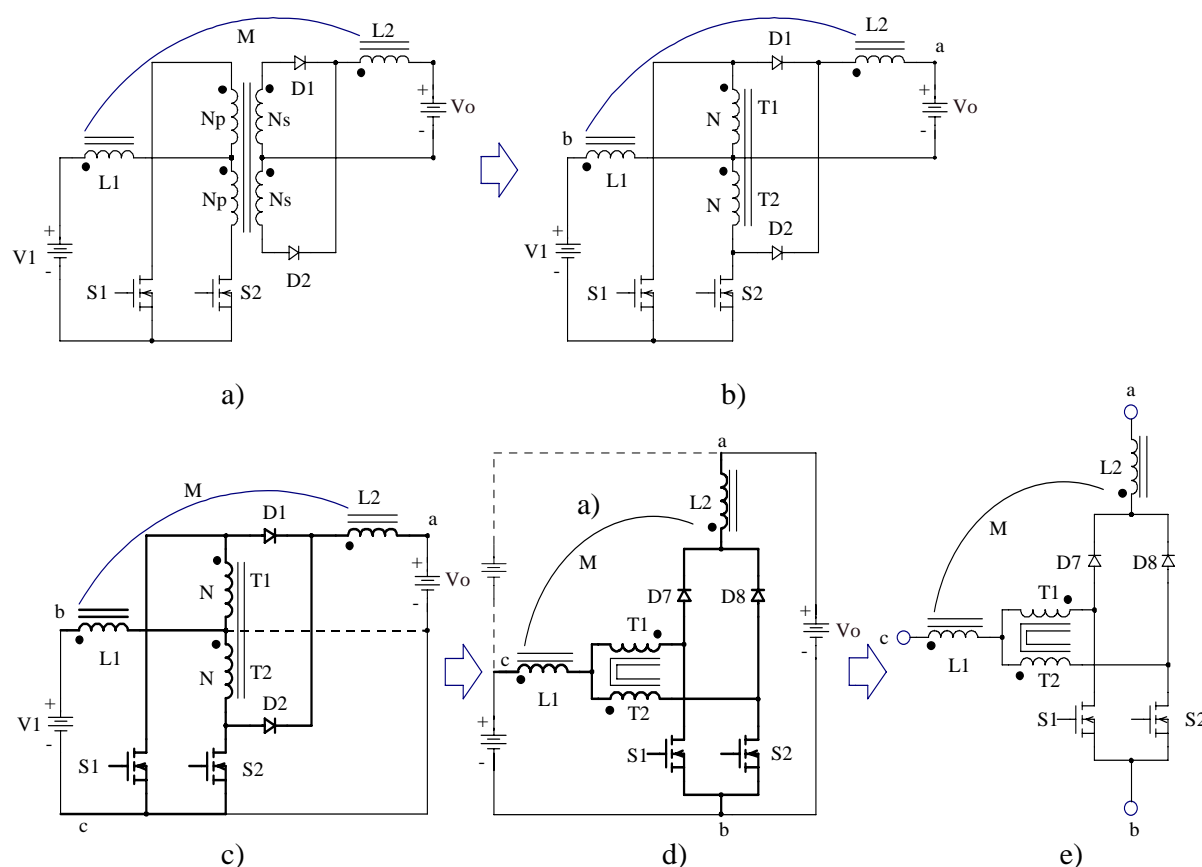 L2
M
D1
Np
Ns
+
Vo
-
L1
Np
Ns
+
V1
-
D2
S1
S2
a)
D1
L2
a
M
T1
N
+
Vo
-
b
L1
T2
N
+
V1
-
D2
S1
S2
b)
M
L2
D1
a
T1
N
+
Vo
-
b
L1
T2
N
D2
+
V1
-
S1
S2
c
c)
a
L2
a)
M
D7
D8
T1
+
Vo
-
c
L1
T2
+
-
S1
S2
b
d)
a
L2
M
D7
D8
T1
c
L1
T2
S1
S2
b
e)